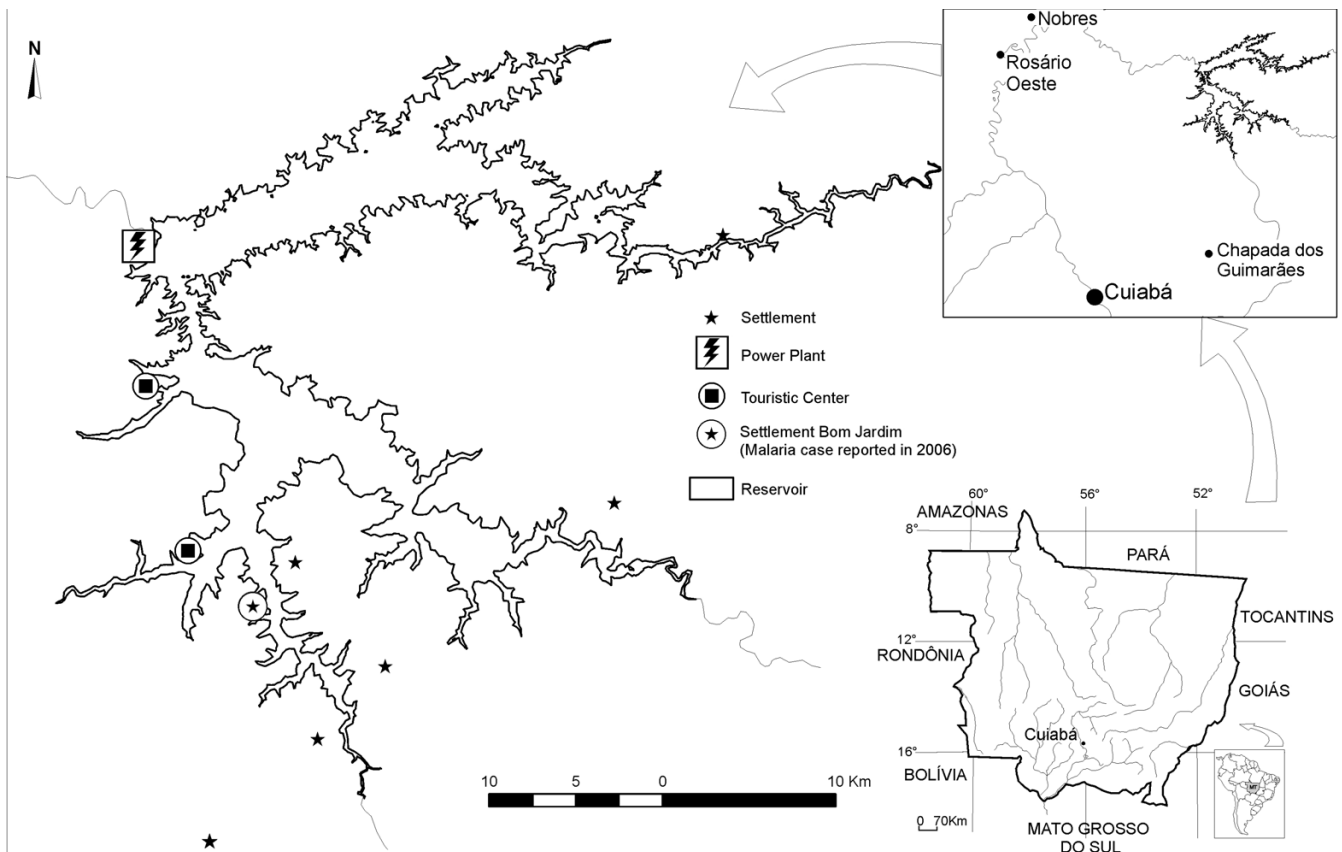 N
Nobres
Rosário
Oeste
Chapada dos
Guimarães
Cuiabá
Settlement
Power Plant
Touristic Center
Settlement Bom Jardim
(Malaria case reported in 2006)
Reservoir
60°
56°
52°
AMAZONAS
8°
PARÁ
TOCANTINS
12°
RONDÔNIA
GOIÁS
Cuiabá
16°
BOLÍVIA
MT
0 70Km
MATO GROSSO
DO SUL
10 5 0 10 Km